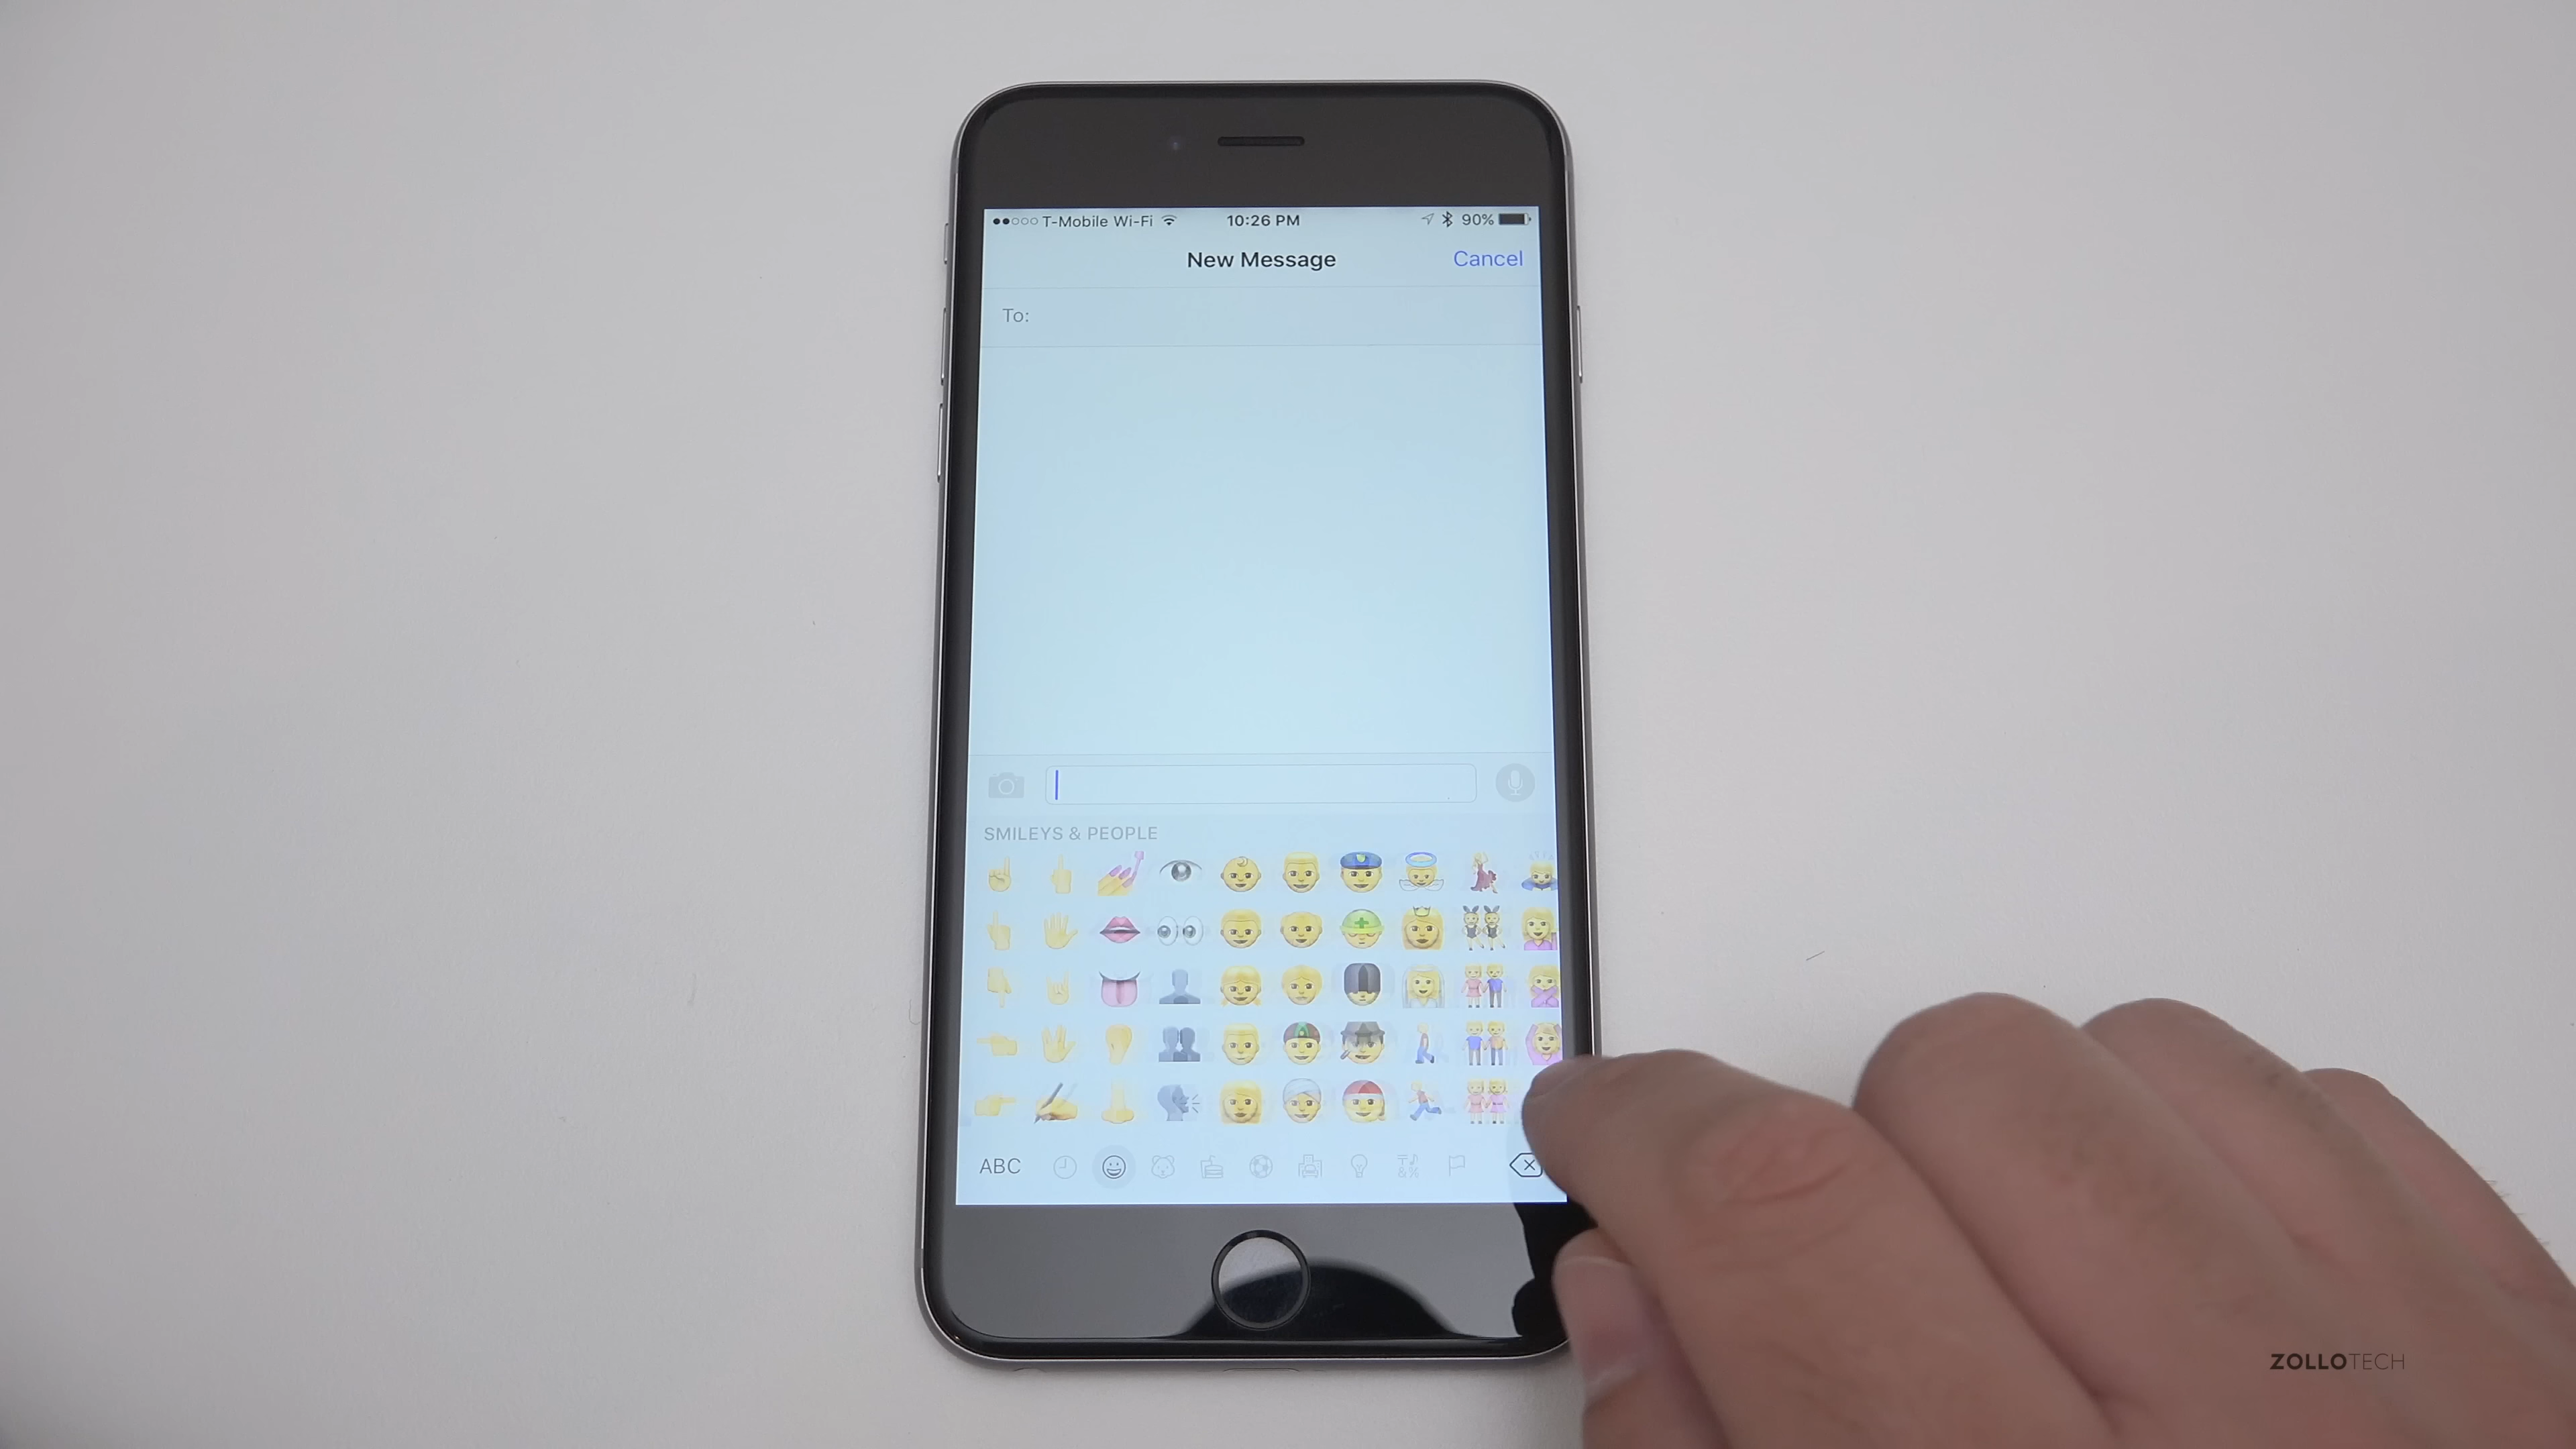 T-Mobile Wi-Fi 10:26 PM 90%
New Message Cancel
To:
SMILEYS & PEOPLE
ABC
ZOLLOTECH